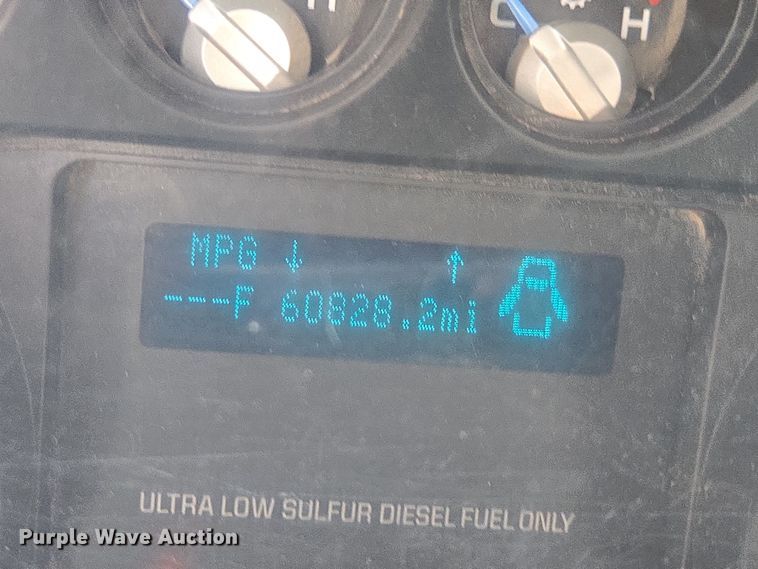 H
C H
MPG ↓ ↑
---F 60828.2mi
ULTRA LOW SULFUR DIESEL FUEL ONLY
Purple Wave Auction